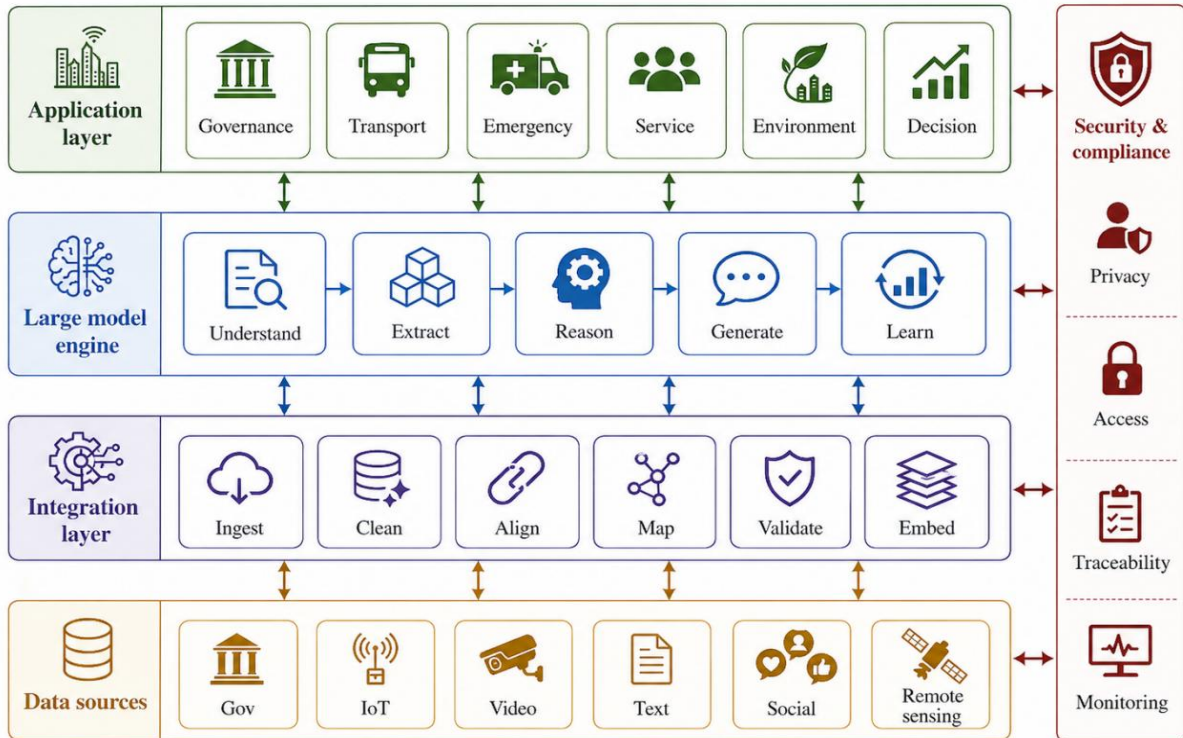 Application
layer
Governance
Transport
Emergency
Service
Environment
Decision
Security &
compliance
Privacy
Access
Traceability
Monitoring
Large model
engine
Understand
Extract
Reason
Generate
Learn
Integration
layer
Ingest
Clean
Align
Map
Validate
Embed
Data sources
Gov
IoT
Video
Text
Social
Remote
sensing